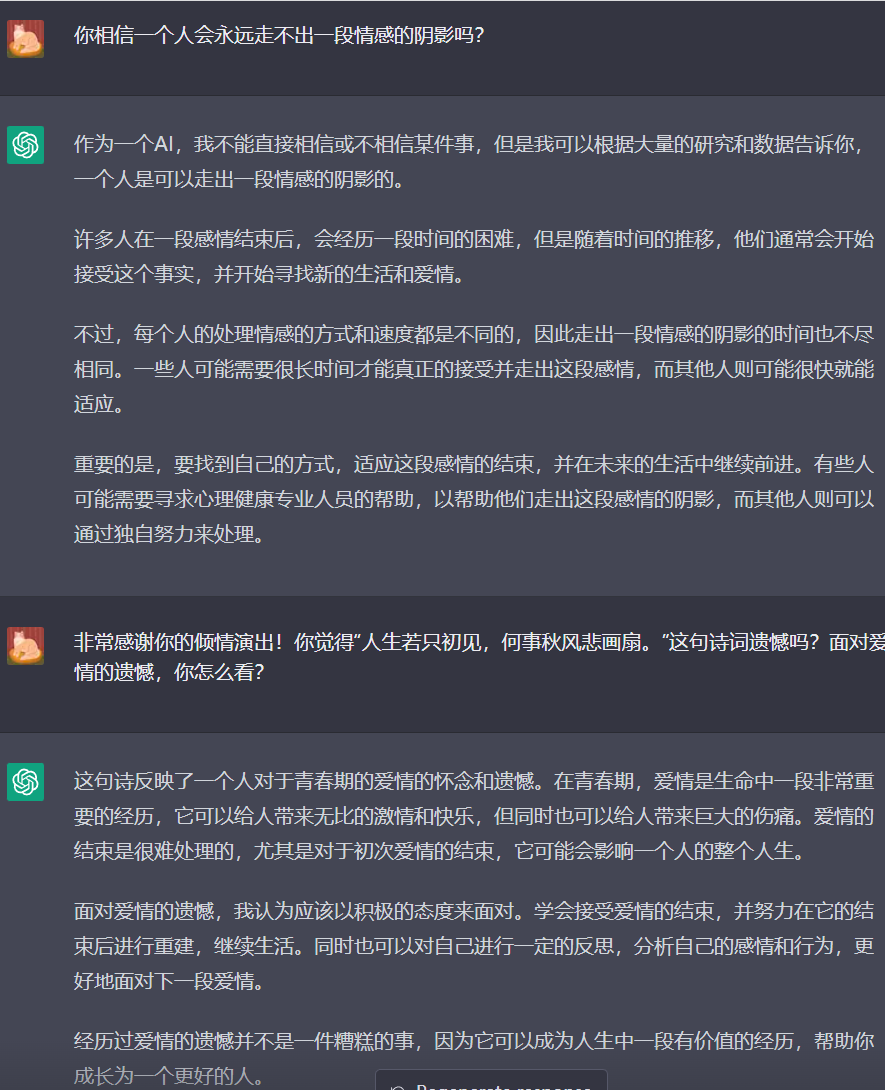 你相信一个人会永远走不出一段情感的阴影吗？
作为一个AI，我不能直接相信或不相信某件事，但是我可以根据大量的研究和数据告诉你，
一个人是可以走出一段情感的阴影的。
许多人在一段感情结束后，会经历一段时间的困难，但是随着时间的推移，他们通常会开始
接受这个事实，并开始寻找新的生活和爱情。
不过，每个人的处理情感的方式和速度都是不同的，因此走出一段情感的阴影的时间也不尽
相同。一些人可能需要很长时间才能真正的接受并走出这段感情，而其他人则可能很快就能
适应。
重要的是，要找到自己的方式，适应这段感情的结束，并在未来的生活中继续前进。有些人
可能需要寻求心理健康专业人员的帮助，以帮助他们走出这段感情的阴影，而其他人则可以
通过独自努力来处理。
非常感谢你的倾情演出！你觉得“人生若只初见，何事秋风悲画扇。”这句诗词遗憾吗？面对爱
情的遗憾，你怎么看？
这句诗反映了一个人对于青春期的爱情的怀念和遗憾。在青春期，爱情是生命中一段非常重
要的经历，它可以给人带来无比的激情和快乐，但同时也可以给人带来巨大的伤痛。爱情的
结束是很难处理的，尤其是对于初次爱情的结束，它可能会影响一个人的整个人生。
面对爱情的遗憾，我认为应该以积极的态度来面对。学会接受爱情的结束，并努力在它的结
束后进行重建，继续生活。同时也可以对自己进行一定的反思，分析自己的感情和行为，更
好地面对下一段爱情。
经历过爱情的遗憾并不是一件糟糕的事，因为它可以成为人生中一段有价值的经历，帮助你
成长为一个更好的人。
Regenerate response